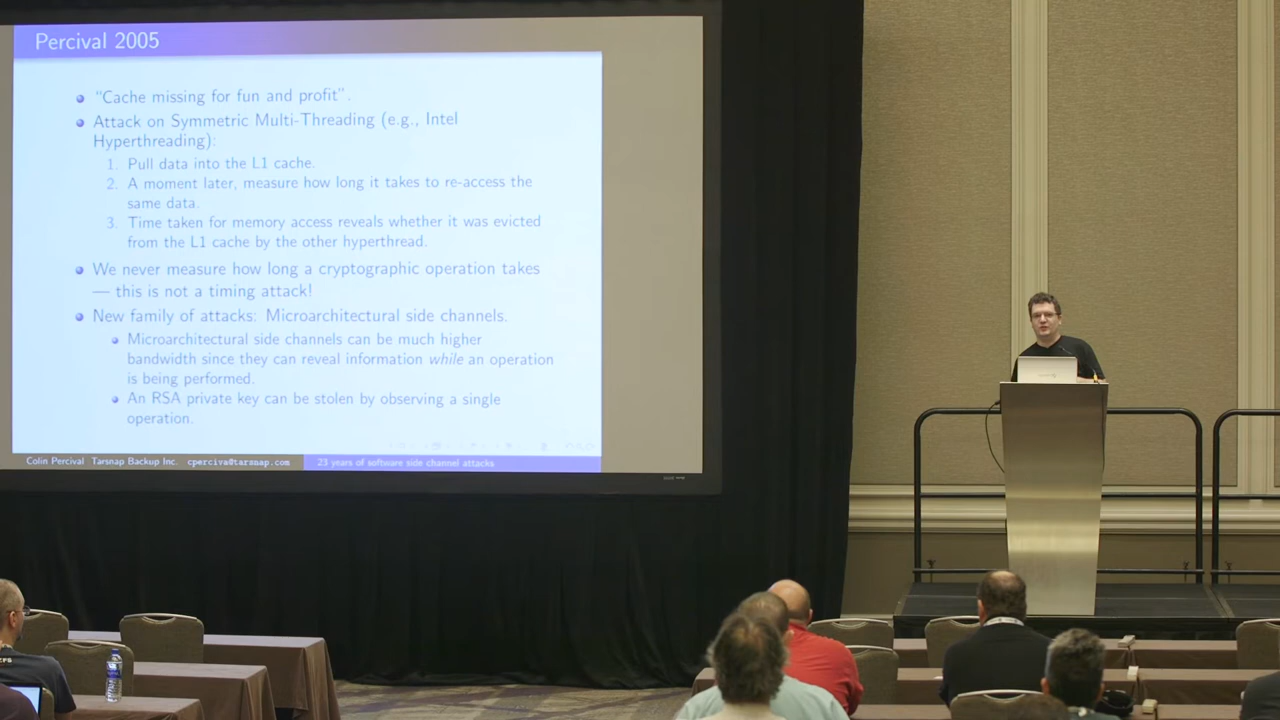 Percival 2005
"Cache missing for fun and profit".
Attack on Symmetric Multi-Threading (e.g., Intel
Hyperthreading):
1. Pull data into the L1 cache.
2. A moment later, measure how long it takes to re-access the
same data.
3. Time taken for memory access reveals whether it was evicted
from the L1 cache by the other hyperthread.
We never measure how long a cryptographic operation takes
— this is not a timing attack!
New family of attacks: Microarchitectural side channels.
Microarchitectural side channels can be much higher
bandwidth since they can reveal information while an operation
is being performed.
An RSA private key can be stolen by observing a single
operation.
Colin Percival Tarsnap Backup Inc. cperciva@tarsnap.com 23 years of software side channel attacks